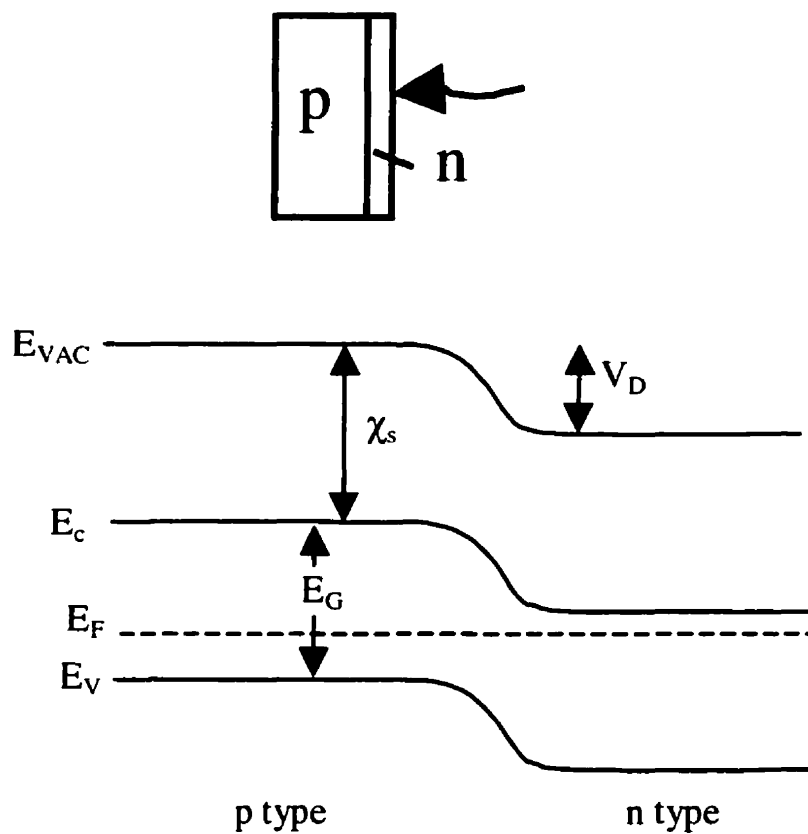 p
n
E_VAC
V_D
χ_s
E_c
E_G
E_F
E_V
p type n type